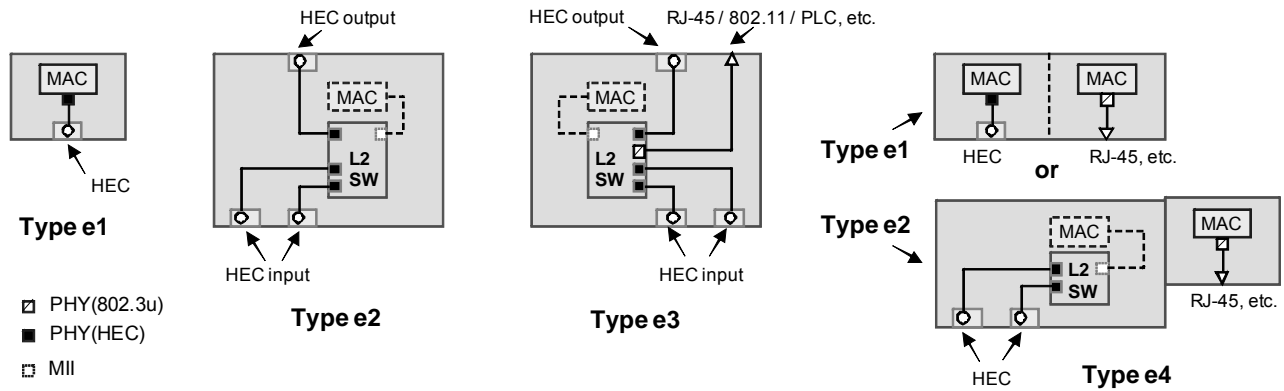 HEC output
HEC output
RJ-45 / 802.11 / PLC, etc.
MAC
HEC
Type e1
MAC
L2
SW
HEC input
Type e2
MAC
L2
SW
HEC input
Type e3
MAC
MAC
Type e1
HEC
RJ-45, etc.
or
Type e2
MAC
MAC
L2
SW
RJ-45, etc.
HEC
Type e4
PHY(802.3u)
PHY(HEC)
MII